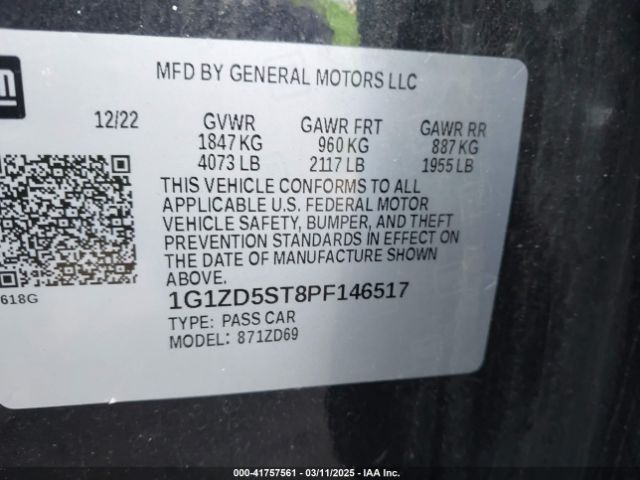 m
MFD BY GENERAL MOTORS LLC
12/22 GVWR GAWR FRT GAWR RR
1847 KG 960 KG 887 KG
4073 LB 2117 LB 1955 LB
THIS VEHICLE CONFORMS TO ALL
APPLICABLE U.S. FEDERAL MOTOR
VEHICLE SAFETY, BUMPER, AND THEFT
PREVENTION STANDARDS IN EFFECT ON
THE DATE OF MANUFACTURE SHOWN
ABOVE.
618G
1G1ZD5ST8PF146517
TYPE: PASS CAR
MODEL: 871ZD69
000-41757561 - 03/11/2025 - IAA Inc.